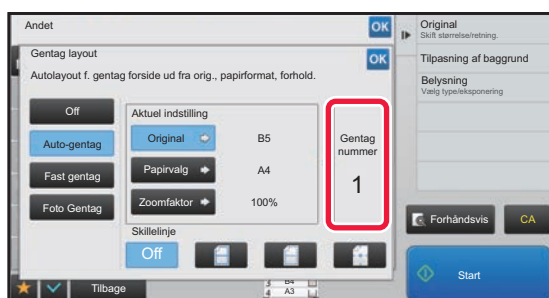 Andet
OK
Gentag layout
OK
Autolayout f. gentag forside ud fra orig., papirformat, forhold.
Off
Auto-gentag
Fast gentag
Foto Gentag
Aktuel indstilling
Original
B5
Papirvalg
A4
Zoomfaktor
100%
Gentag
nummer
1
Skillelinje
Off
Tilbage
3 B4
4 A3
Original
Skift størrelse/retning.
Tilpasning af baggrund
Belysning
Vælg type/eksponering
Forhåndsvis
CA
Start